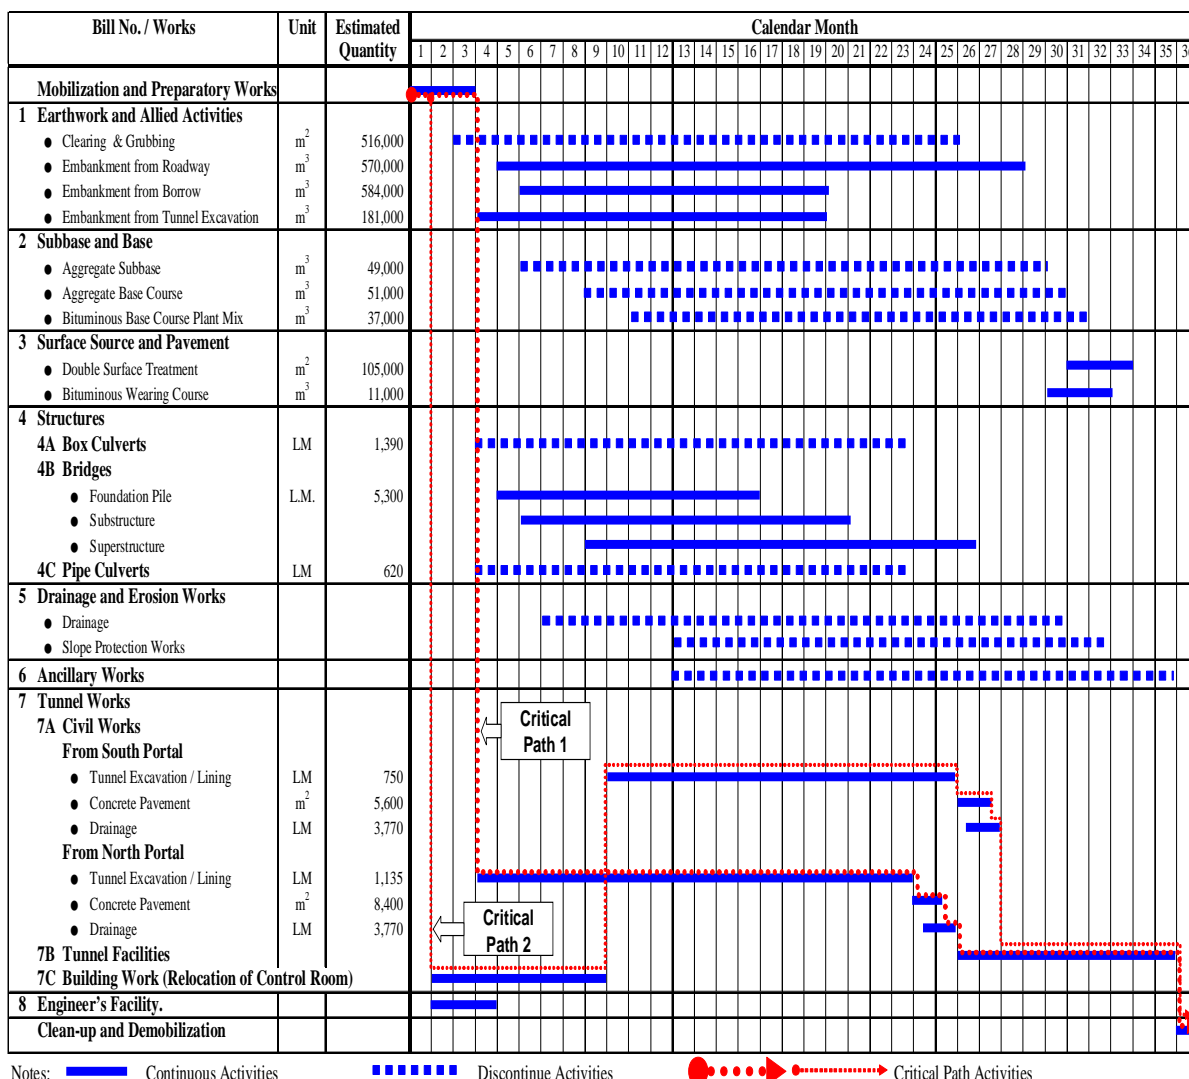 Bill No. / Works Unit Estimated Quantity Calendar Month
1 2 3 4 5 6 7 8 9 10 11 12 13 14 15 16 17 18 19 20 21 22 23 24 25 26 27 28 29 30 31 32 33 34 35 36
Mobilization and Preparatory Works
1 Earthwork and Allied Activities
● Clearing & Grubbing m2 516,000
● Embankment from Roadway m3 570,000
● Embankment from Borrow m3 584,000
● Embankment from Tunnel Excavation m3 181,000
2 Subbase and Base
● Aggregate Subbase m3 49,000
● Aggregate Base Course m3 51,000
● Bituminous Base Course Plant Mix m3 37,000
3 Surface Source and Pavement
● Double Surface Treatment m2 105,000
● Bituminous Wearing Course m3 11,000
4 Structures
4A Box Culverts LM 1,390
4B Bridges
● Foundation Pile L.M. 5,300
● Substructure
● Superstructure
4C Pipe Culverts LM 620
5 Drainage and Erosion Works
● Drainage
● Slope Protection Works
6 Ancillary Works
7 Tunnel Works
7A Civil Works
Critical Path 1
From South Portal
● Tunnel Excavation / Lining LM 750
● Concrete Pavement m2 5,600
● Drainage LM 3,770
From North Portal
● Tunnel Excavation / Lining LM 1,135
● Concrete Pavement m2 8,400
● Drainage LM 3,770
Critical Path 2
7B Tunnel Facilities
7C Building Work (Relocation of Control Room)
8 Engineer's Facility.
Clean-up and Demobilization
Notes: Continuous Activities Discontinue Activities Critical Path Activities